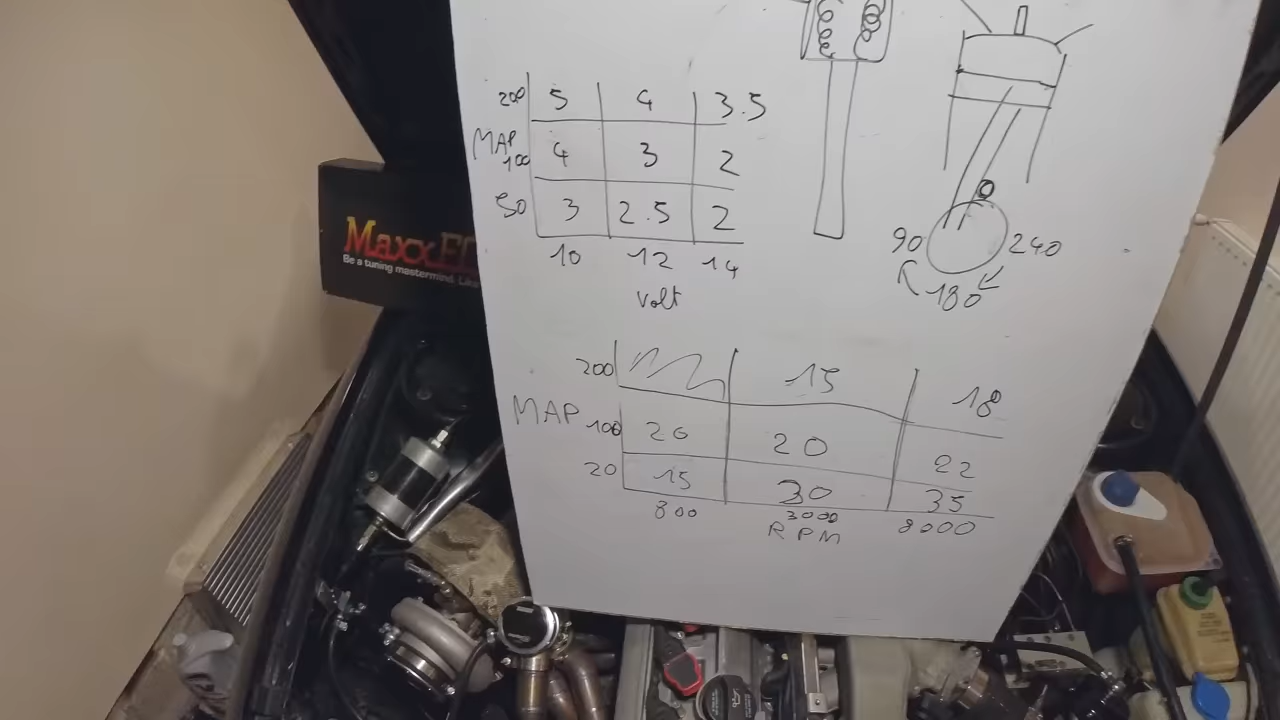 200 5 4 3.5
MAP
100 4 3 2
50 3 2.5 2
10 12 14
Volt
90 240
180
MaxxE
Be a tuning mastermind. Like
200 15 18
MAP 100 20 20 22
20 15 30 35
800 3000 8000
RPM